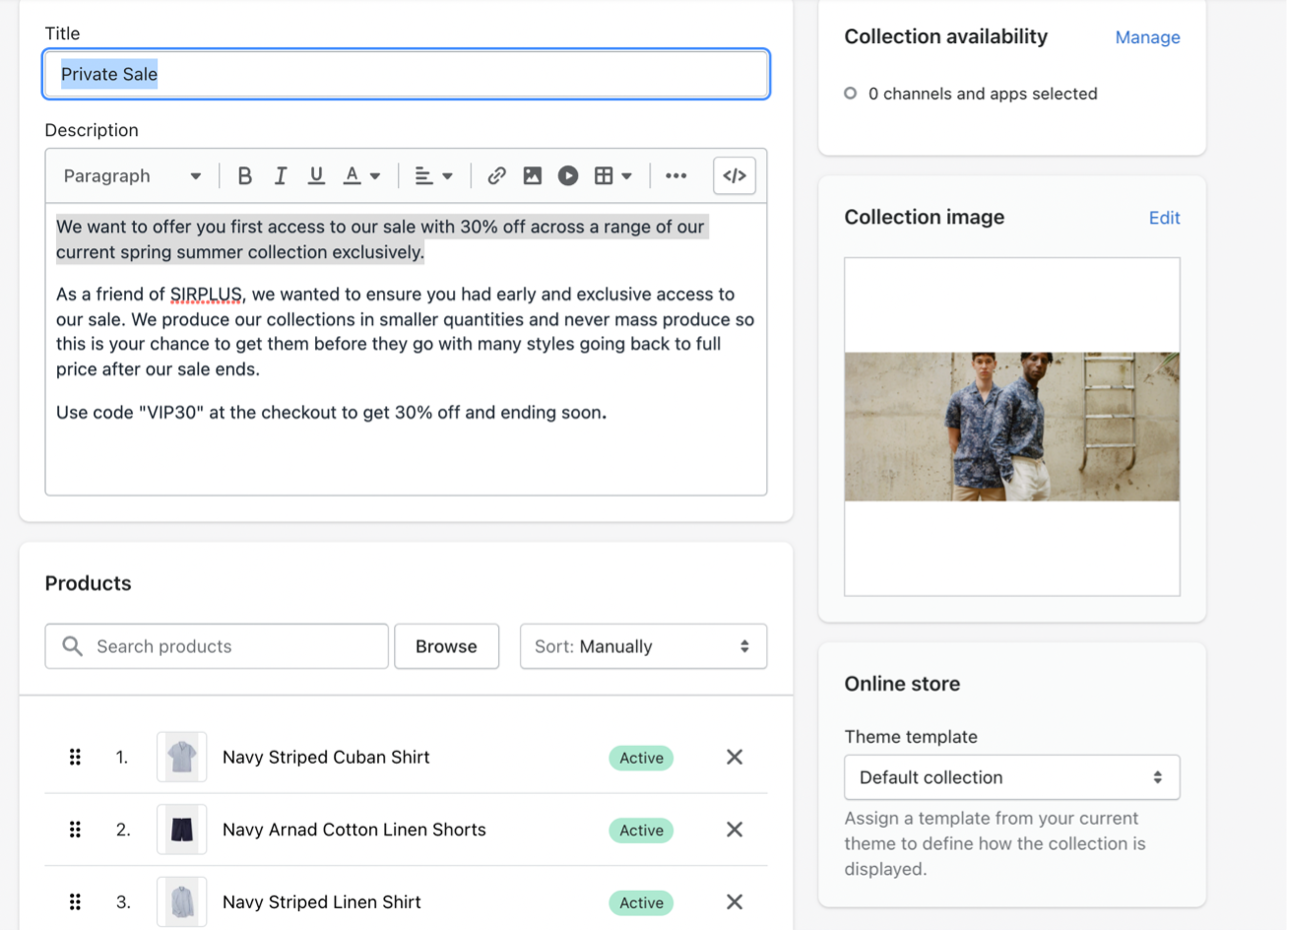 Title
Private Sale
Description
Paragraph
B I U A
</>
We want to offer you first access to our sale with 30% off across a range of our
current spring summer collection exclusively.
As a friend of SIRPLUS, we wanted to ensure you had early and exclusive access to
our sale. We produce our collections in smaller quantities and never mass produce so
this is your chance to get them before they go with many styles going back to full
price after our sale ends.
Use code "VIP30" at the checkout to get 30% off and ending soon.
Products
Search products
Browse
Sort: Manually
1. Navy Striped Cuban Shirt Active
2. Navy Arnad Cotton Linen Shorts Active
3. Navy Striped Linen Shirt Active
Collection availability Manage
0 channels and apps selected
Collection image Edit
Online store
Theme template
Default collection
Assign a template from your current
theme to define how the collection is
displayed.